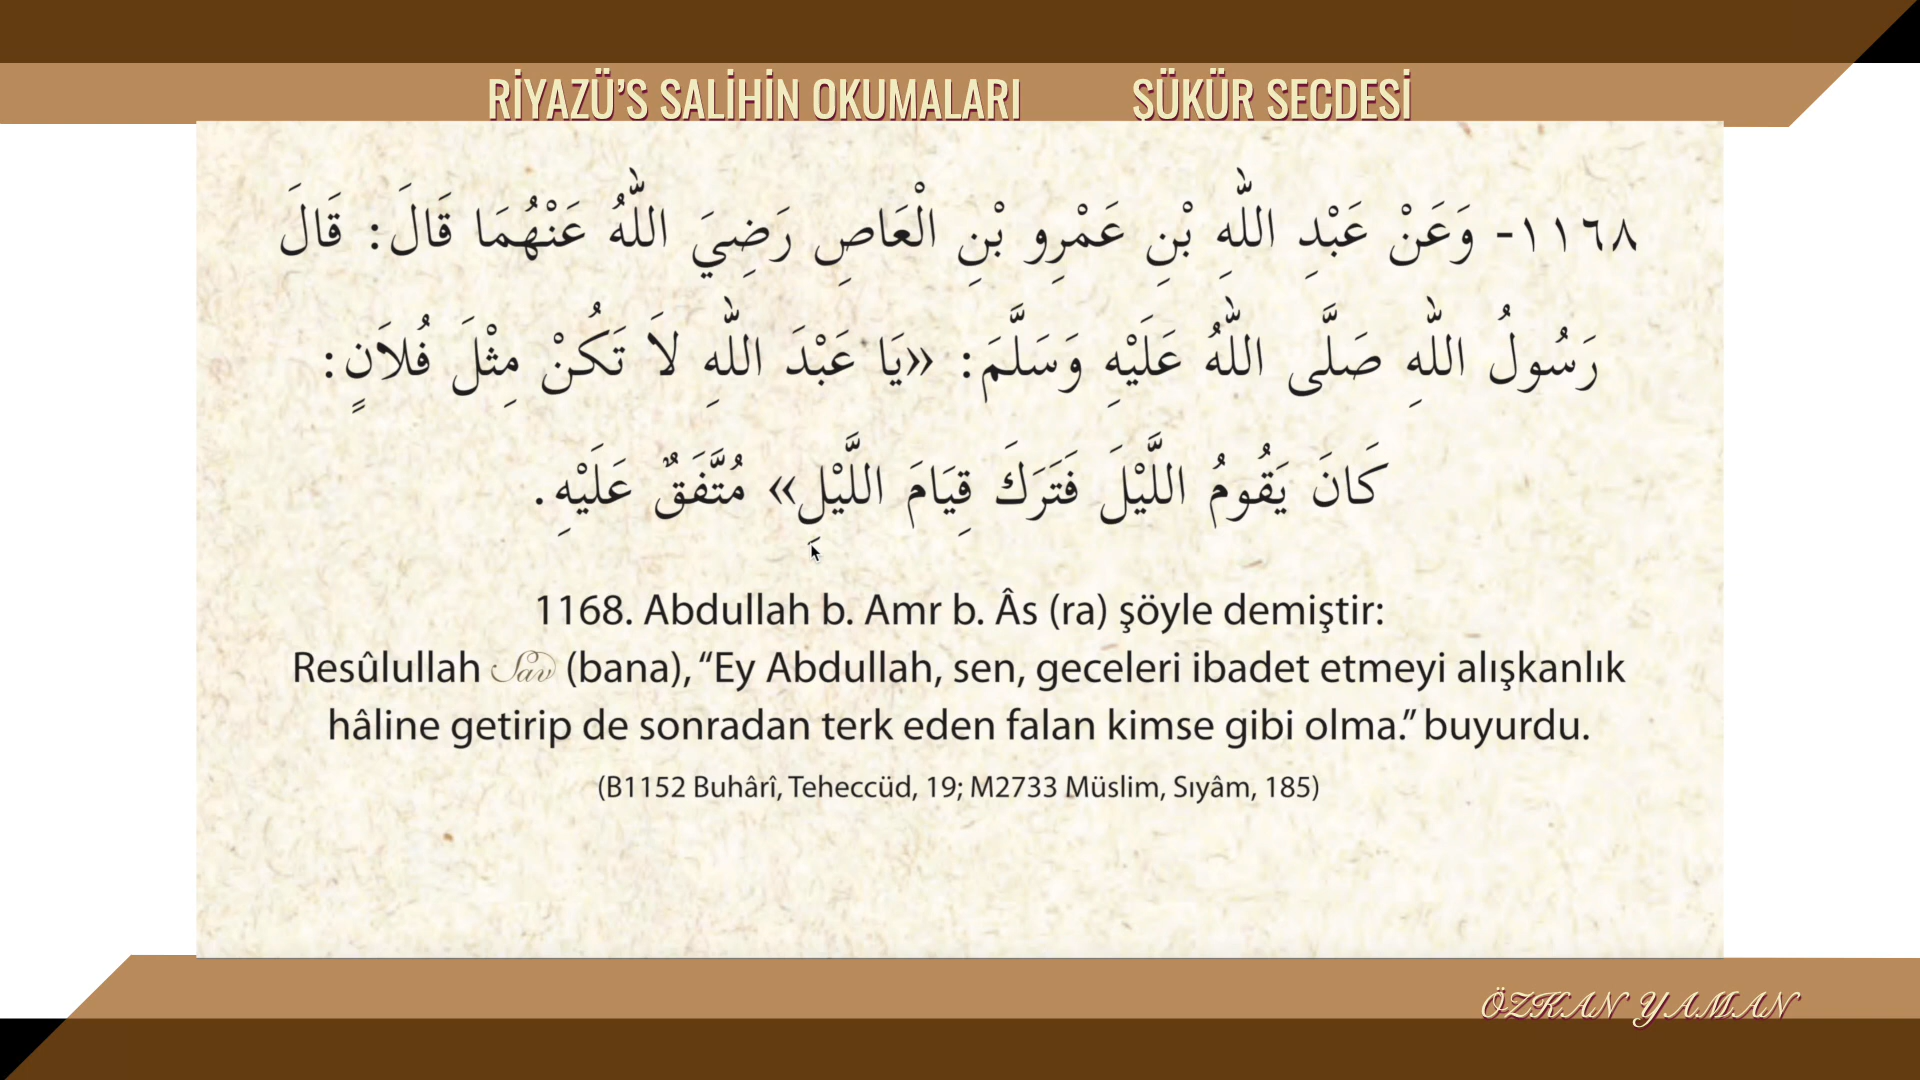 RİYAZÜ’S SALİHİN OKUMALARI ŞÜKÜR SECDESİ
١١٦٨- وَعَنْ عَبْدِ اللّٰهِ بْنِ عَمْرِو بْنِ الْعَاصِ رَضِيَ اللّٰهُ عَنْهُمَا قَالَ: قَالَ
رَسُولُ اللّٰهِ صَلَّى اللّٰهُ عَلَيْهِ وَسَلَّمَ: «يَا عَبْدَ اللّٰهِ لاَ تَكُنْ مِثْلَ فُلاَنٍ:
كَانَ يَقُومُ اللَّيْلَ فَتَرَكَ قِيَامَ اللَّيْلِ» مُتَّفَقٌ عَلَيْهِ.
1168. Abdullah b. Amr b. Âs (ra) şöyle demiştir:
Resûlullah Sav (bana), “Ey Abdullah, sen, geceleri ibadet etmeyi alışkanlık
hâline getirip de sonradan terk eden falan kimse gibi olma.” buyurdu.
(B1152 Buhârî, Teheccüd, 19; M2733 Müslim, Sıyâm, 185)
ÖZKAN YAMAN